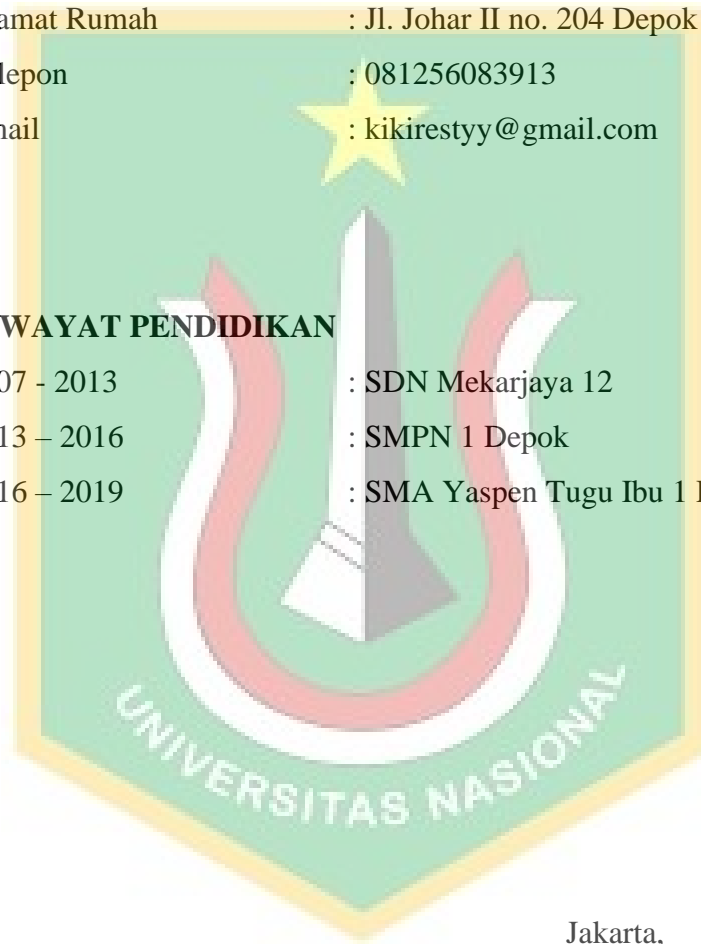 amat Rumah : Jl. Johar II no. 204 Depok
lepon : 081256083913
nail : kikirestyy@gmail.com
WAYAT PENDIDIKAN
07 - 2013 : SDN Mekarjaya 12
13 – 2016 : SMPN 1 Depok
16 – 2019 : SMA Yaspen Tugu Ibu 1
UNIVERSITAS NASIONAL
Jakarta,